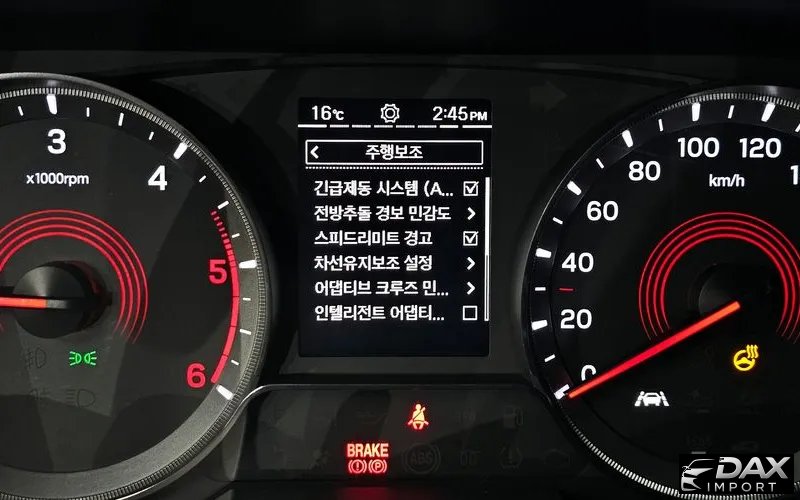 16℃ 2:45PM
주행보조
긴급제동 시스템 (A...
전방추돌 경보 민감도
스피드리미트 경고
차선유지보조 설정
어댑티브 크루즈 민...
인텔리전트 어댑티...
3
4
5
6
x1000rpm
0
20
40
60
80
100
120
1
km/h
BRAKE
(!) (P)
ABS
DAX
IMPORT